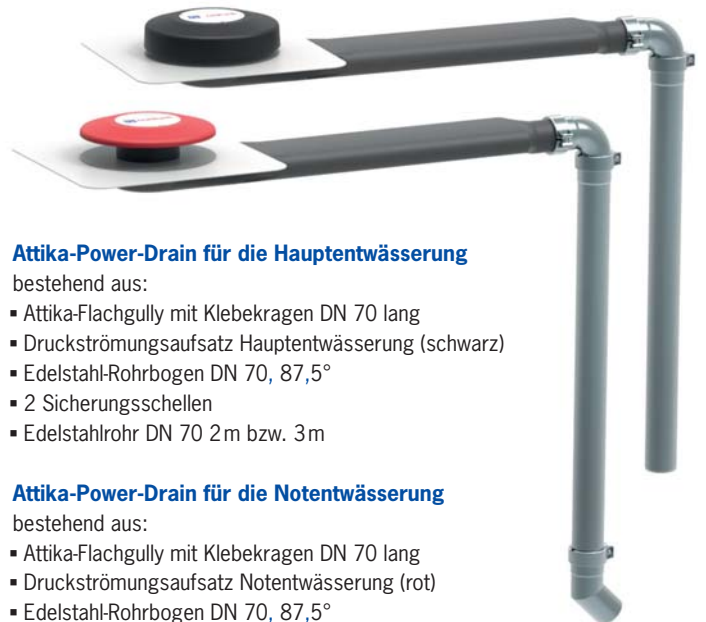 Attika-Power-Drain für die Hauptentwässerung
bestehend aus:
▪ Attika-Flachgully mit Klebekragen DN 70 lang
▪ Druckströmungsaufsatz Hauptentwässerung (schwarz)
▪ Edelstahl-Rohrbogen DN 70, 87,5°
▪ 2 Sicherungsschellen
▪ Edelstahlrohr DN 70 2m bzw. 3m
Attika-Power-Drain für die Notentwässerung
bestehend aus:
▪ Attika-Flachgully mit Klebekragen DN 70 lang
▪ Druckströmungsaufsatz Notentwässerung (rot)
▪ Edelstahl-Rohrbogen DN 70, 87,5°